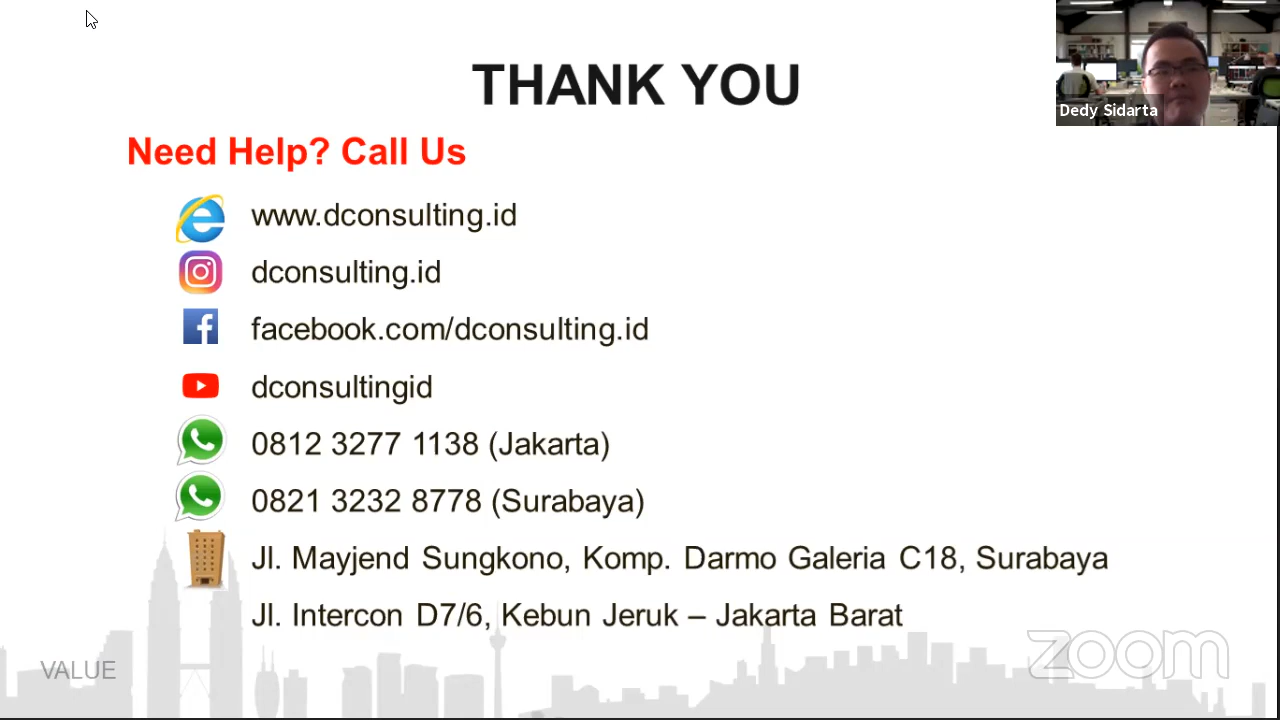 THANK YOU
Dedy Sidarta
Need Help? Call Us
www.dconsulting.id
dconsulting.id
facebook.com/dconsulting.id
dconsultingid
0812 3277 1138 (Jakarta)
0821 3232 8778 (Surabaya)
Jl. Mayjend Sungkono, Komp. Darmo Galeria C18, Surabaya
Jl. Intercon D7/6, Kebun Jeruk – Jakarta Barat
zoom
VALUE